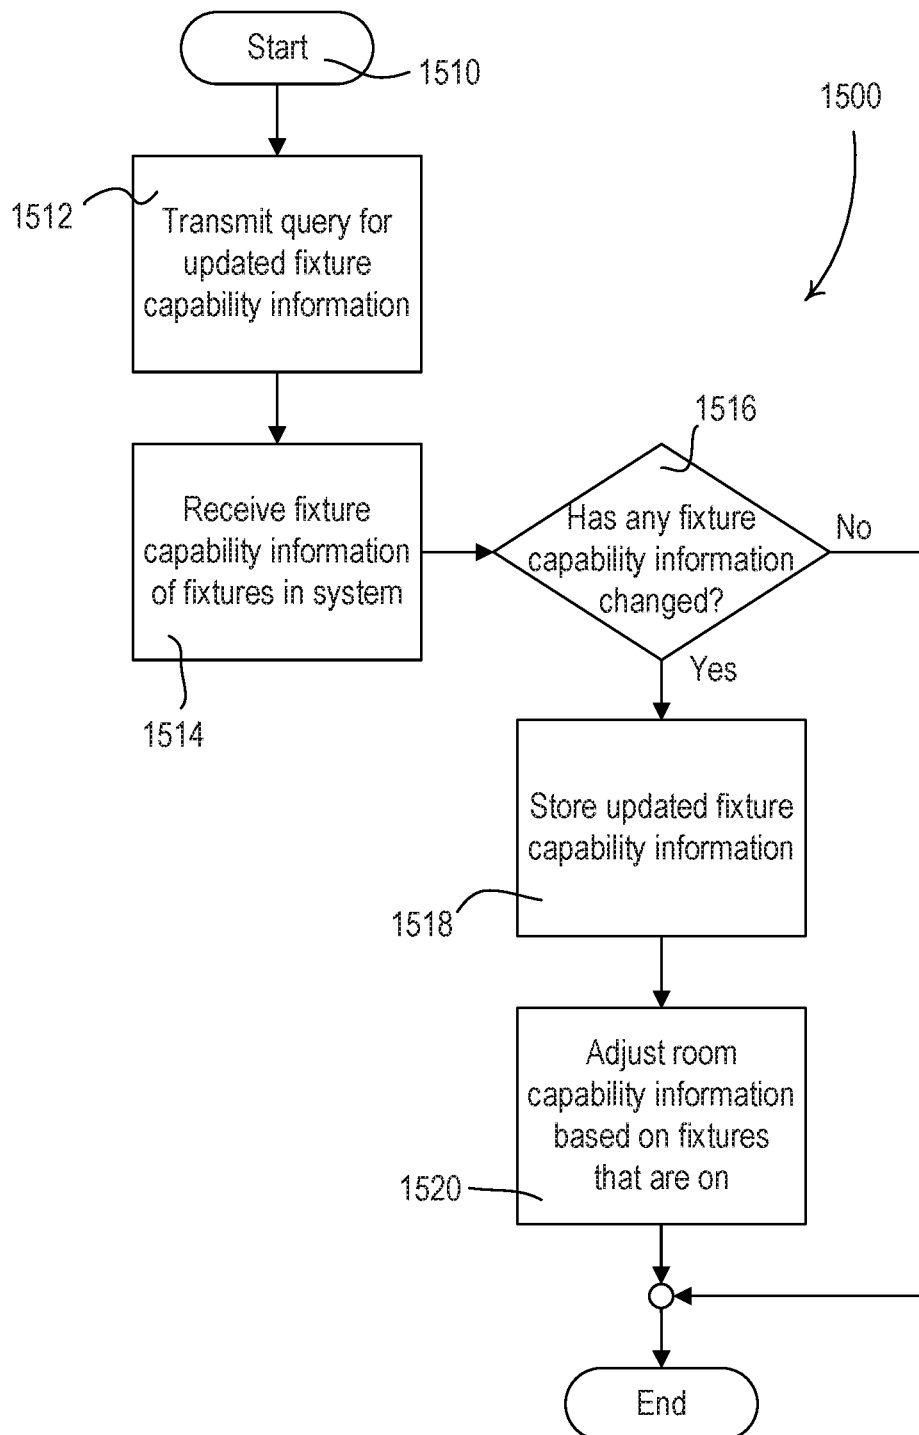 Start
1510
1500
1512
Transmit query for
updated fixture
capability information
1516
Receive fixture
capability information
of fixtures in system
Has any fixture
capability information
changed?
No
Yes
1514
Store updated fixture
capability information
1518
Adjust room
capability information
based on fixtures
that are on
1520
End